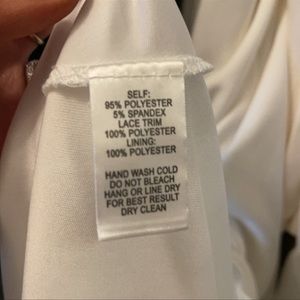 SELF:
95% POLYESTER
5% SPANDEX
LACE TRIM
100% POLYESTER
LINING:
100% POLYESTER
HAND WASH COLD
DO NOT BLEACH
HANG OR LINE DRY
FOR BEST RESULT
DRY CLEAN